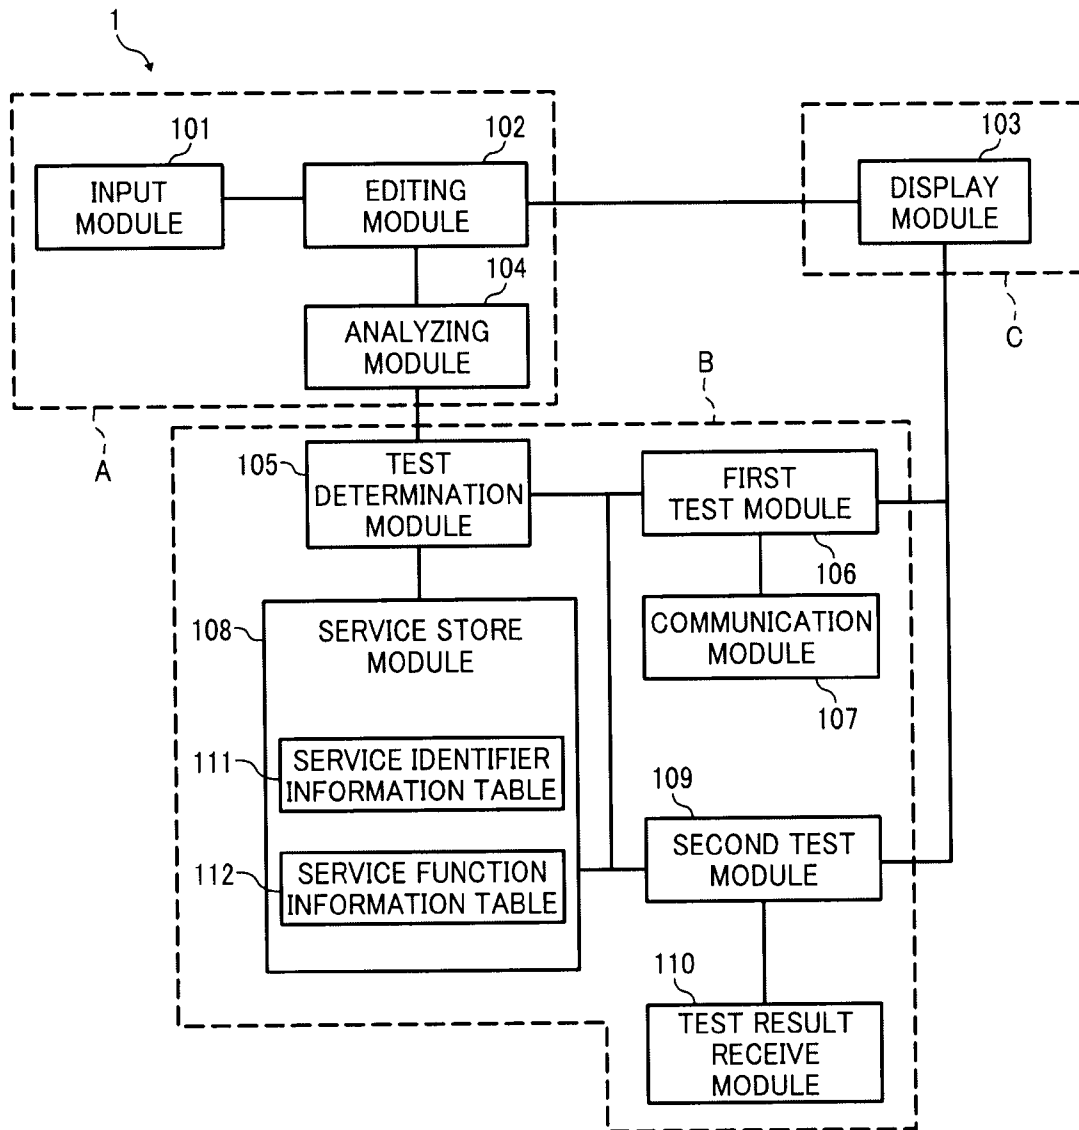 1
101
102
103
INPUT
MODULE
EDITING
MODULE
DISPLAY
MODULE
104
ANALYZING
MODULE
C
A
B
105
TEST
DETERMINATION
MODULE
FIRST
TEST MODULE
106
108
SERVICE STORE
MODULE
COMMUNICATION
MODULE
107
111
SERVICE IDENTIFIER
INFORMATION TABLE
109
SECOND TEST
MODULE
112
SERVICE FUNCTION
INFORMATION TABLE
110
TEST RESULT
RECEIVE
MODULE